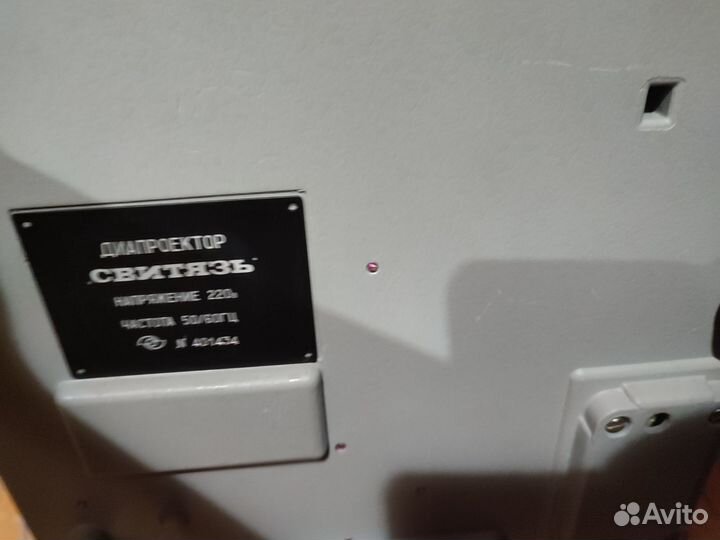 ДИАПРОЕКТОР
„СВИТЯЗЬ“
НАПРЯЖЕНИЕ 220в
ЧАСТОТА 50/60ГЦ
№ 401434
Avito